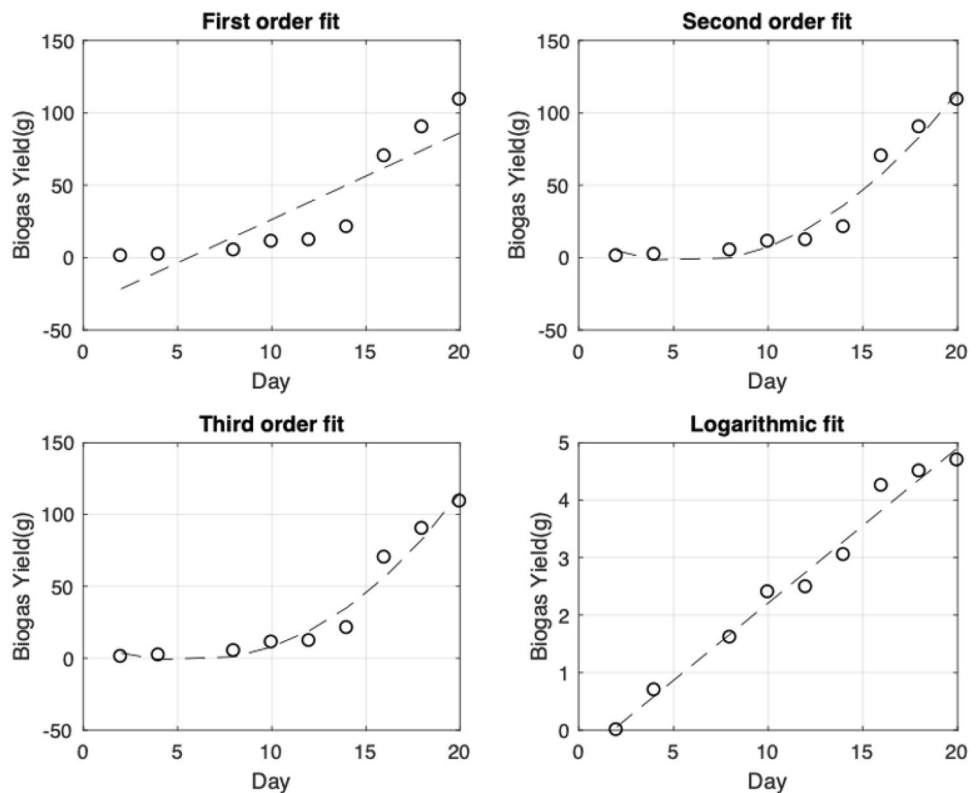 First order fit
150
100
50
0
-50
Biogas Yield(g)
0 5 10 15 20
Day
Second order fit
150
100
50
0
-50
Biogas Yield(g)
0 5 10 15 20
Day
Third order fit
150
100
50
0
-50
Biogas Yield(g)
0 5 10 15 20
Day
Logarithmic fit
5
4
3
2
1
0
Biogas Yield(g)
0 5 10 15 20
Day